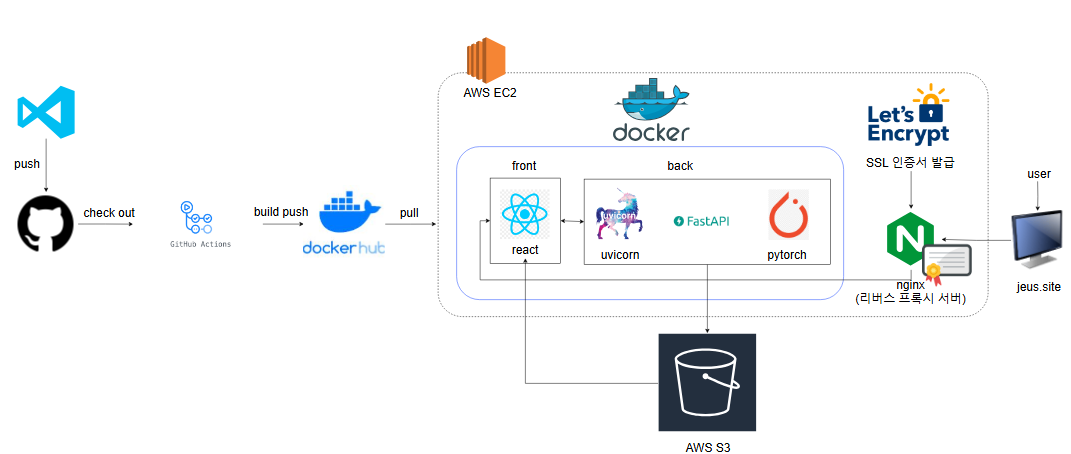 AWS EC2
docker
Let's
Encrypt
SSL 인증서 발급
push
check out
GitHub Actions
build push
dockerhub
pull
front
back
react
uvicorn
uvicorn
FastAPI
pytorch
nginx
(리버스 프록시 서버)
user
jeus.site
AWS S3